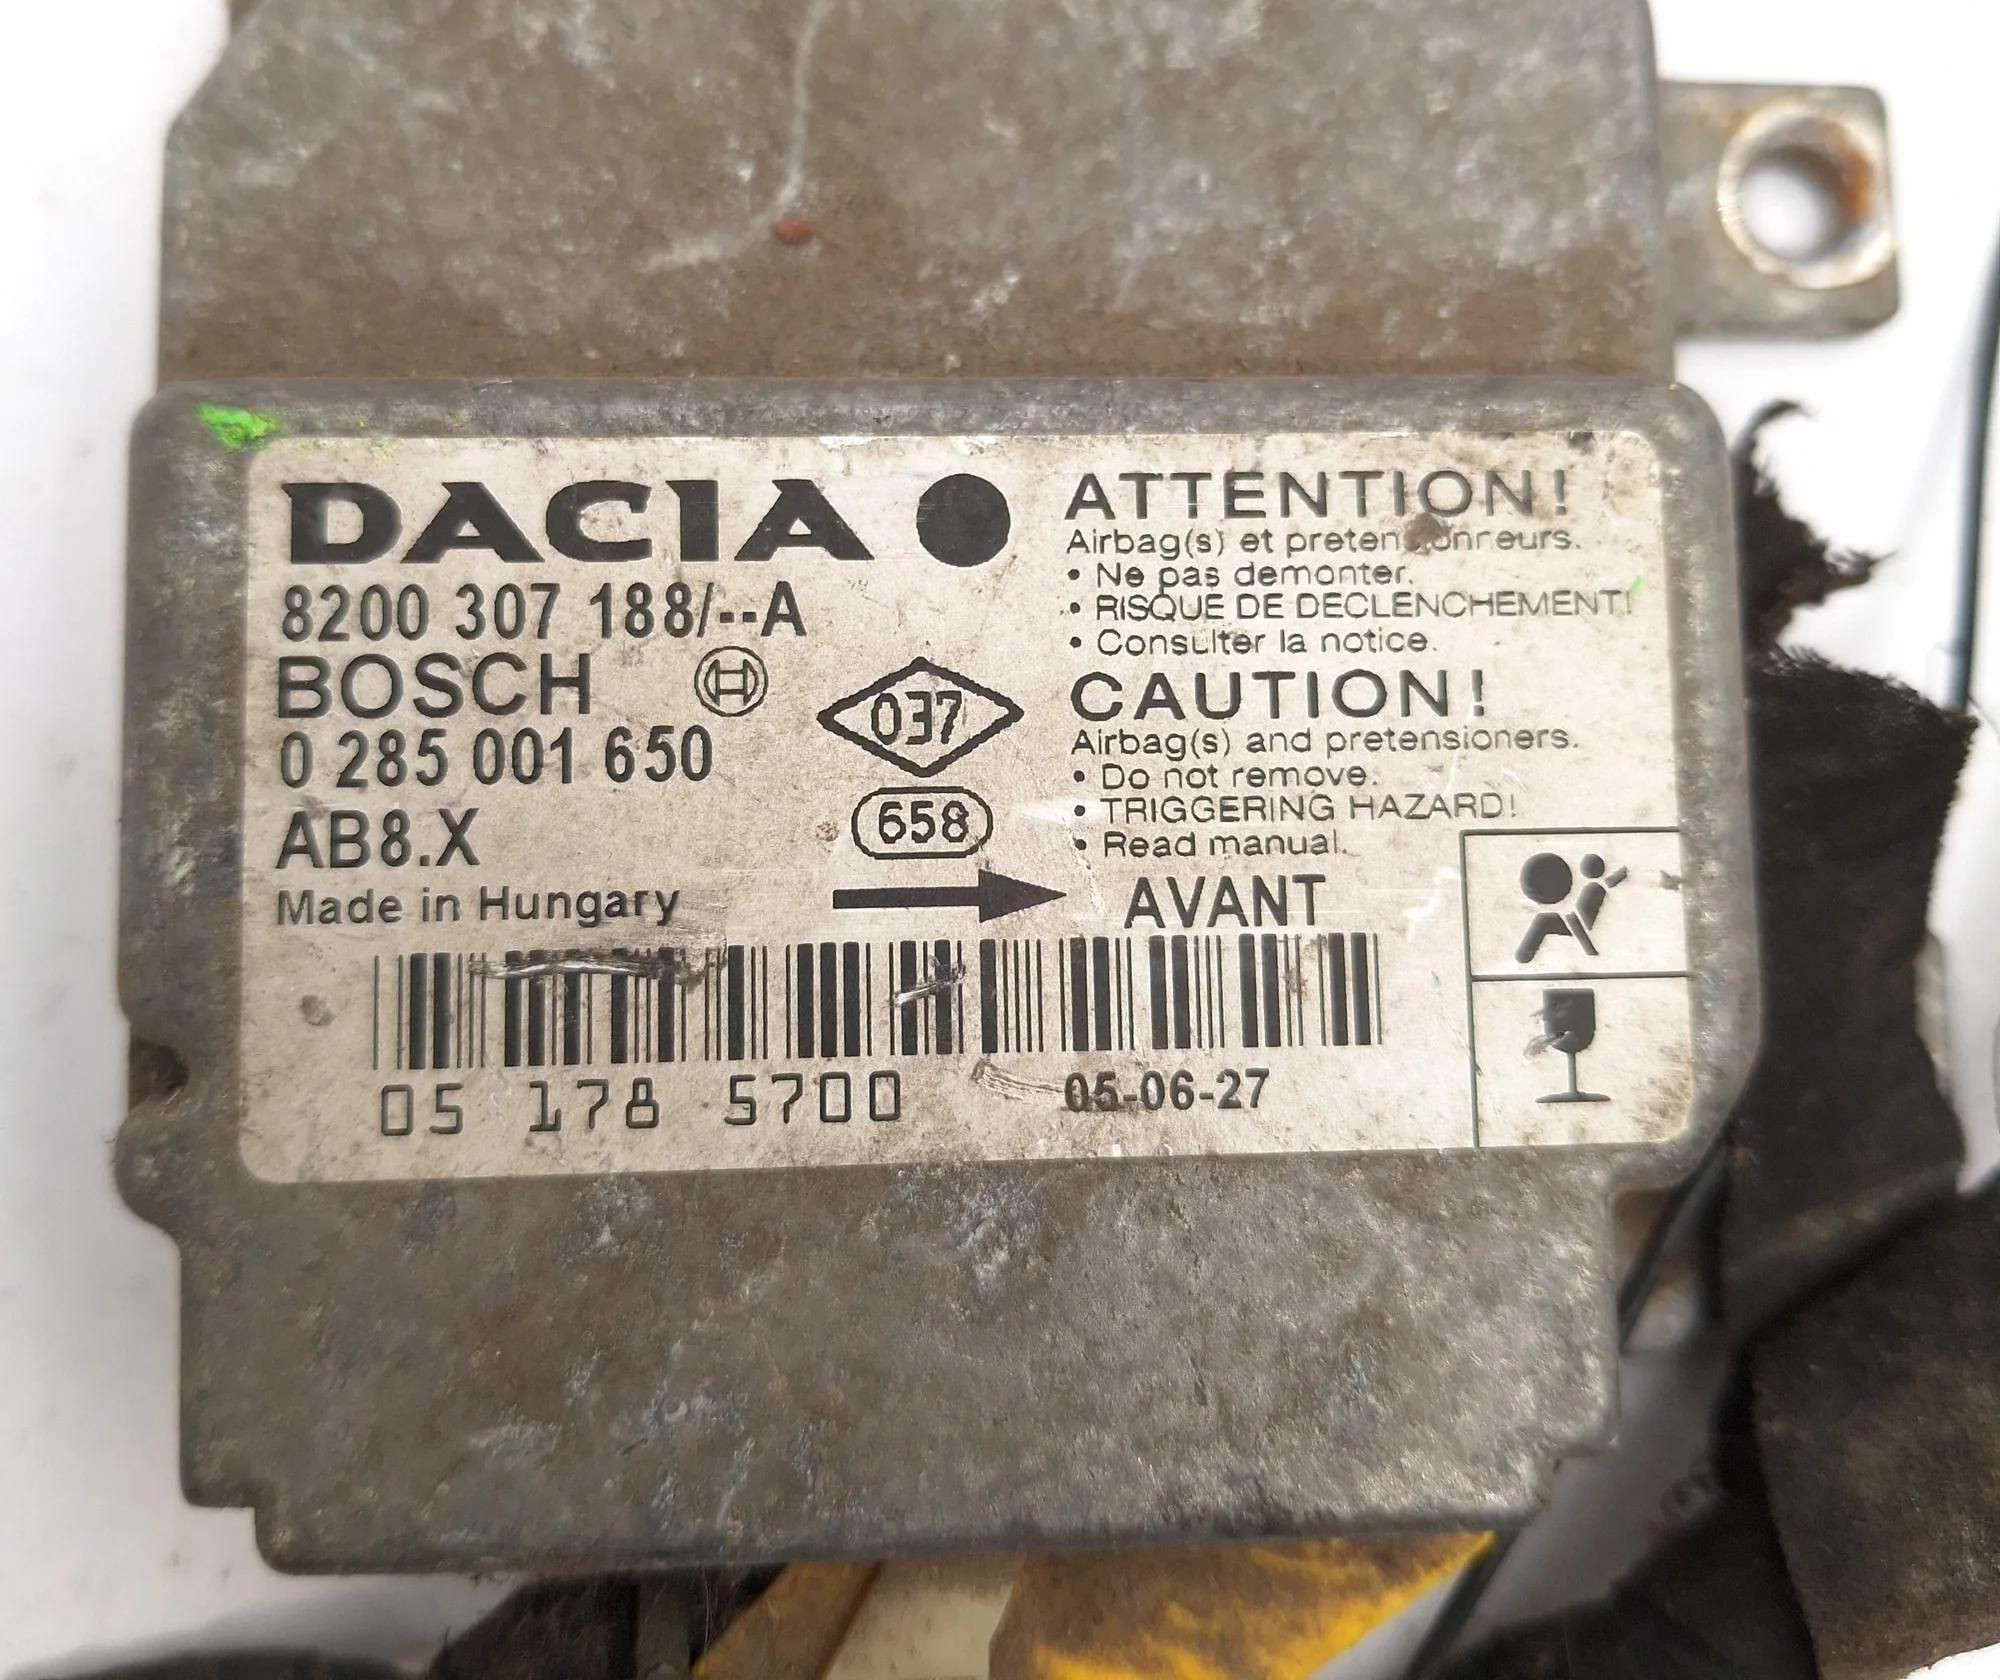 DACIA
8200 307 188/--A
BOSCH
0 285 001 650
AB8.X
Made in Hungary
037
658
ATTENTION!
Airbag(s) et
• Ne pas demonter.
• RISQUE DE DECLENCHEMENT!
• Consulter la notice.
CAUTION!
Airbag(s) and pretensioners.
• Do not remove.
• TRIGGERING HAZARD!
• Read manual.
AVANT
05 178 5700
05-06-27